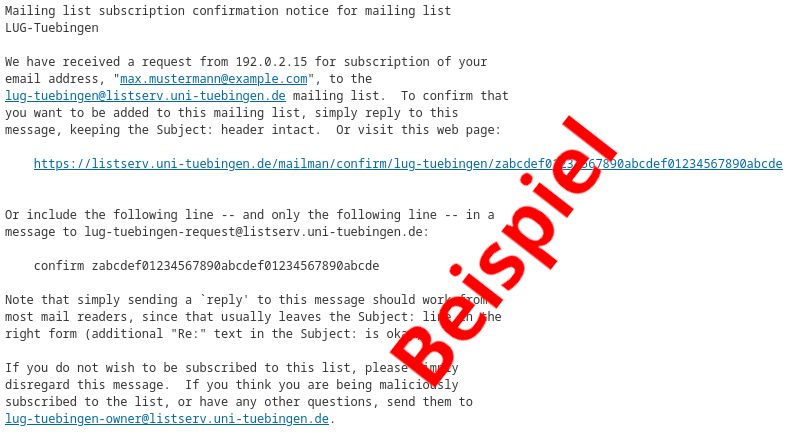 Mailing list subscription confirmation notice for mailing list
LUG-Tuebingen
We have received a request from 192.0.2.15 for subscription of your
email address, "max.mustermann@example.com", to the
lug-tuebingen@listserv.uni-tuebingen.de mailing list.  To confirm that
you want to be added to this mailing list, simply reply to this
message, keeping the Subject: header intact.  Or visit this web page:
https://listserv.uni-tuebingen.de/mailman/confirm/lug-tuebingen/zabcdef01234567890abcdef01234567890abcde
Or include the following line -- and only the following line -- in a
message to lug-tuebingen-request@listserv.uni-tuebingen.de:
confirm zabcdef01234567890abcdef01234567890abcde
Note that simply sending a `reply' to this message should work from
most mail readers, since that usually leaves the Subject: line in the
right form (additional "Re:" text in the Subject: is okay).
If you do not wish to be subscribed to this list, please simply
disregard this message.  If you think you are being maliciously
subscribed to the list, or have any other questions, send them to
lug-tuebingen-owner@listserv.uni-tuebingen.de.
Beispiel